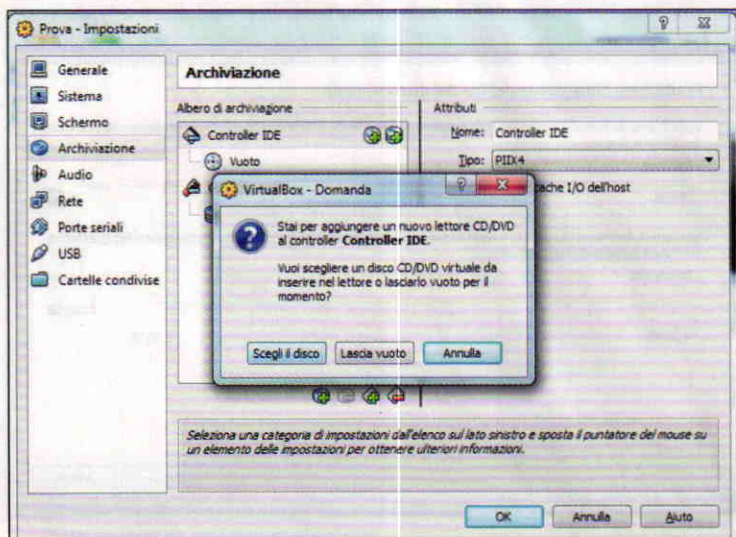 Prova - Impostazioni
Generale
Sistema
Schermo
Archiviazione
Audio
Rete
Porte seriali
USB
Cartelle condivise
Archiviazione
Albero di archiviazione
Controller IDE
Vuoto
Attributi
Nome: Controller IDE
Tipo: PIIX4
cache I/O dell'host
VirtualBox - Domanda
Stai per aggiungere un nuovo lettore CD/DVD
al controller Controller IDE.
Vuoi scegliere un disco CD/DVD virtuale da
inserire nel lettore o lasciarlo vuoto per il
momento?
Scegli il disco
Lascia vuoto
Annulla
Seleziona una categoria di impostazioni dall'elenco sul lato sinistro e sposta il puntatore del mouse su
un elemento delle impostazioni per ottenere ulteriori informazioni.
OK
Annulla
Aiuto